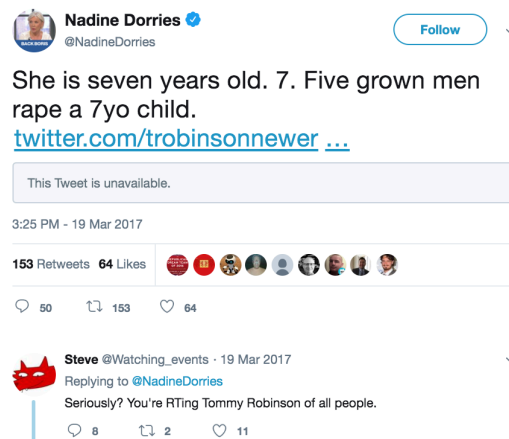 Nadine Dorries
@NadineDorries
Follow
BACK BORIS
She is seven years old. 7. Five grown men
rape a 7yo child.
twitter.com/trobinsonnewer ...
This Tweet is unavailable.
3:25 PM - 19 Mar 2017
153 Retweets 64 Likes
50 153 64
Steve @Watching_events · 19 Mar 2017
Replying to @NadineDorries
Seriously? You're RTing Tommy Robinson of all people.
8 2 11